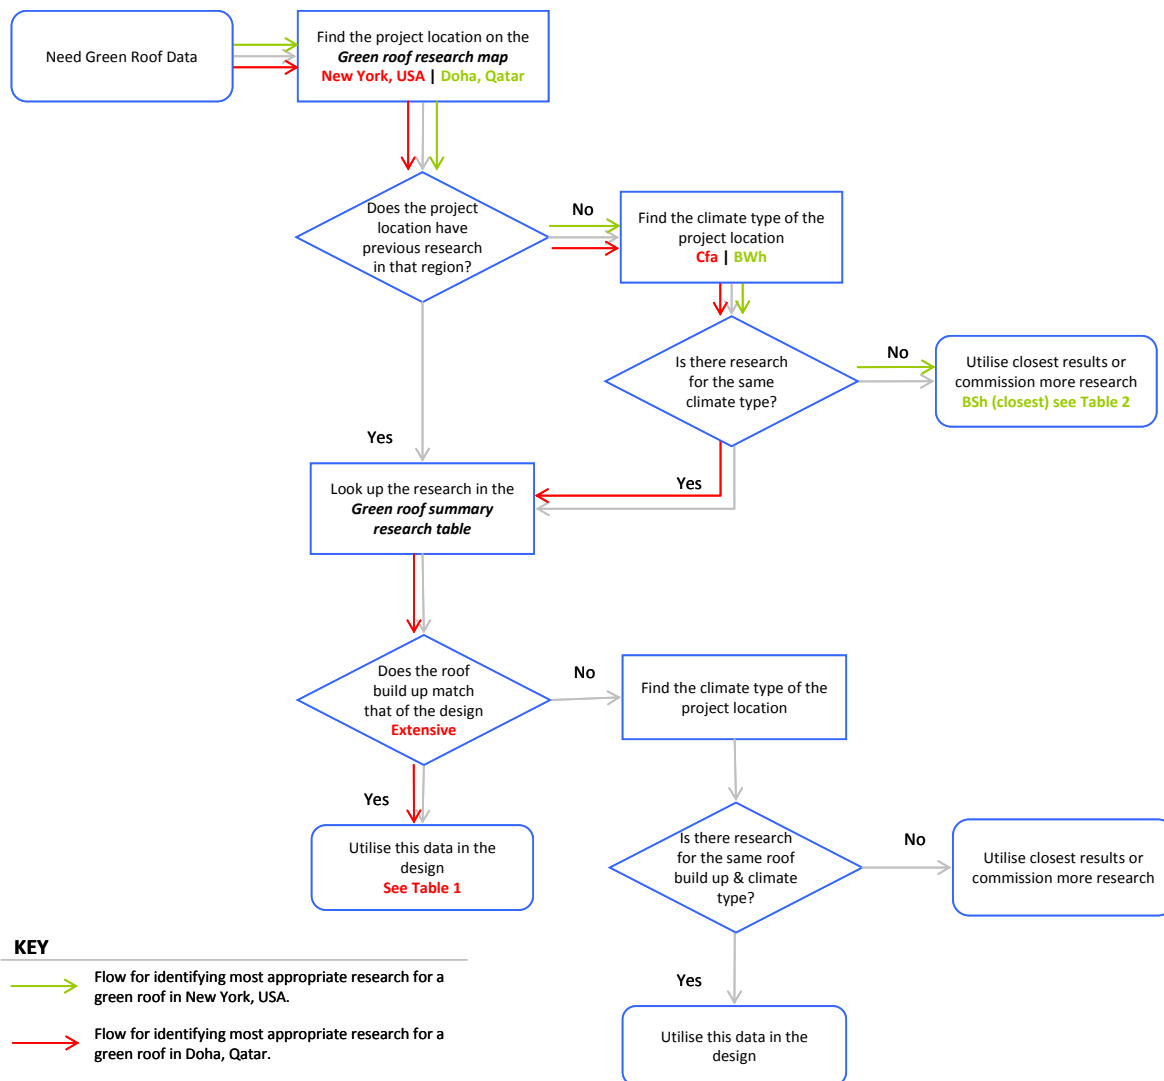 Need Green Roof Data
Find the project location on the
Green roof research map
New York, USA | Doha, Qatar
Does the project
location have
previous research
in that region?
No
Find the climate type of the
project location
Cfa | BWh
Is there research
for the same
climate type?
No
Utilise closest results or
commission more research
BSh (closest) see Table 2
Yes
Yes
Look up the research in the
Green roof summary
research table
Does the roof
build up match
that of the design
Extensive
No
Find the climate type of the
project location
Yes
Utilise this data in the
design
See Table 1
Is there research
for the same roof
build up & climate
type?
No
Utilise closest results or
commission more research
Yes
Utilise this data in the
design
KEY
Flow for identifying most appropriate research for a
green roof in New York, USA.
Flow for identifying most appropriate research for a
green roof in Doha, Qatar.